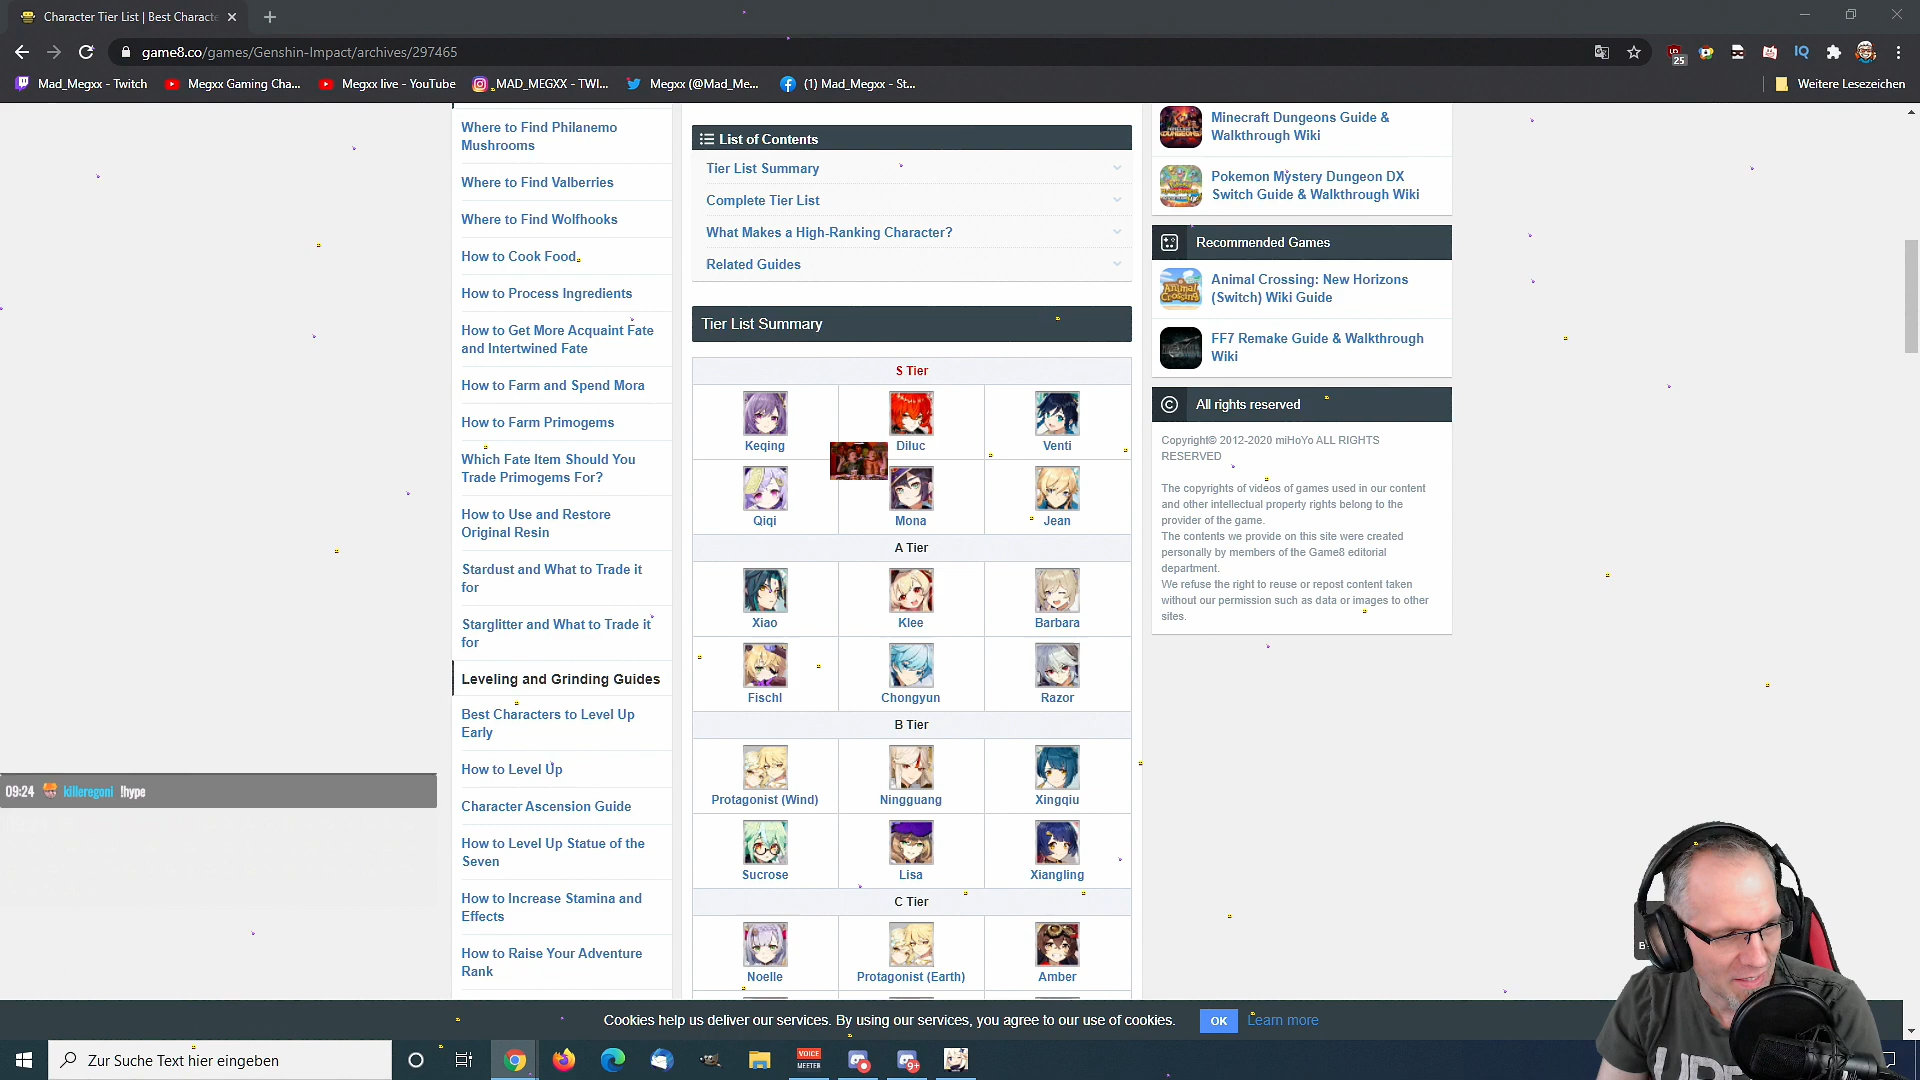 Character Tier List | Best Characte
game8.co/games/Genshin-Impact/archives/297465
25
IQ
Mad_Megxx - Twitch
Megxx Gaming Cha...
Megxx live - YouTube
MAD_MEGXX - TWI...
Megxx (@Mad_Me...
(1) Mad_Megxx - St...
Weitere Lesezeichen
Where to Find Philanemo
Mushrooms
Where to Find Valberries
Where to Find Wolfhooks
How to Cook Food
How to Process Ingredients
How to Get More Acquaint Fate
and Intertwined Fate
How to Farm and Spend Mora
How to Farm Primogems
Which Fate Item Should You
Trade Primogems For?
How to Use and Restore
Original Resin
Stardust and What to Trade it
for
Starglitter and What to Trade it
for
Leveling and Grinding Guides
Best Characters to Level Up
Early
How to Level Up
Character Ascension Guide
How to Level Up Statue of the
Seven
How to Increase Stamina and
Effects
How to Raise Your Adventure
Rank
09:24 killeregoni !hype
List of Contents
Tier List Summary
Complete Tier List
What Makes a High-Ranking Character?
Related Guides
Tier List Summary
S Tier
Keqing Diluc Venti
Qiqi Mona Jean
A Tier
Xiao Klee Barbara
Fischl Chongyun Razor
B Tier
Protagonist (Wind) Ningguang Xingqiu
Sucrose Lisa Xiangling
C Tier
Noelle Protagonist (Earth) Amber
Minecraft Dungeons Guide &
Walkthrough Wiki
Pokemon Mystery Dungeon DX
Switch Guide & Walkthrough Wiki
Recommended Games
Animal Crossing: New Horizons
(Switch) Wiki Guide
FF7 Remake Guide & Walkthrough
Wiki
All rights reserved
Copyright© 2012-2020 miHoYo ALL RIGHTS
RESERVED
The copyrights of videos of games used in our content
and other intellectual property rights belong to the
provider of the game.
The contents we provide on this site were created
personally by members of the Game8 editorial
department.
We refuse the right to reuse or repost content taken
without our permission such as data or images to other
sites.
Cookies help us deliver our services. By using our services, you agree to our use of cookies.
OK
Learn more
Zur Suche Text hier eingeben
VOICE
MEETER
9+